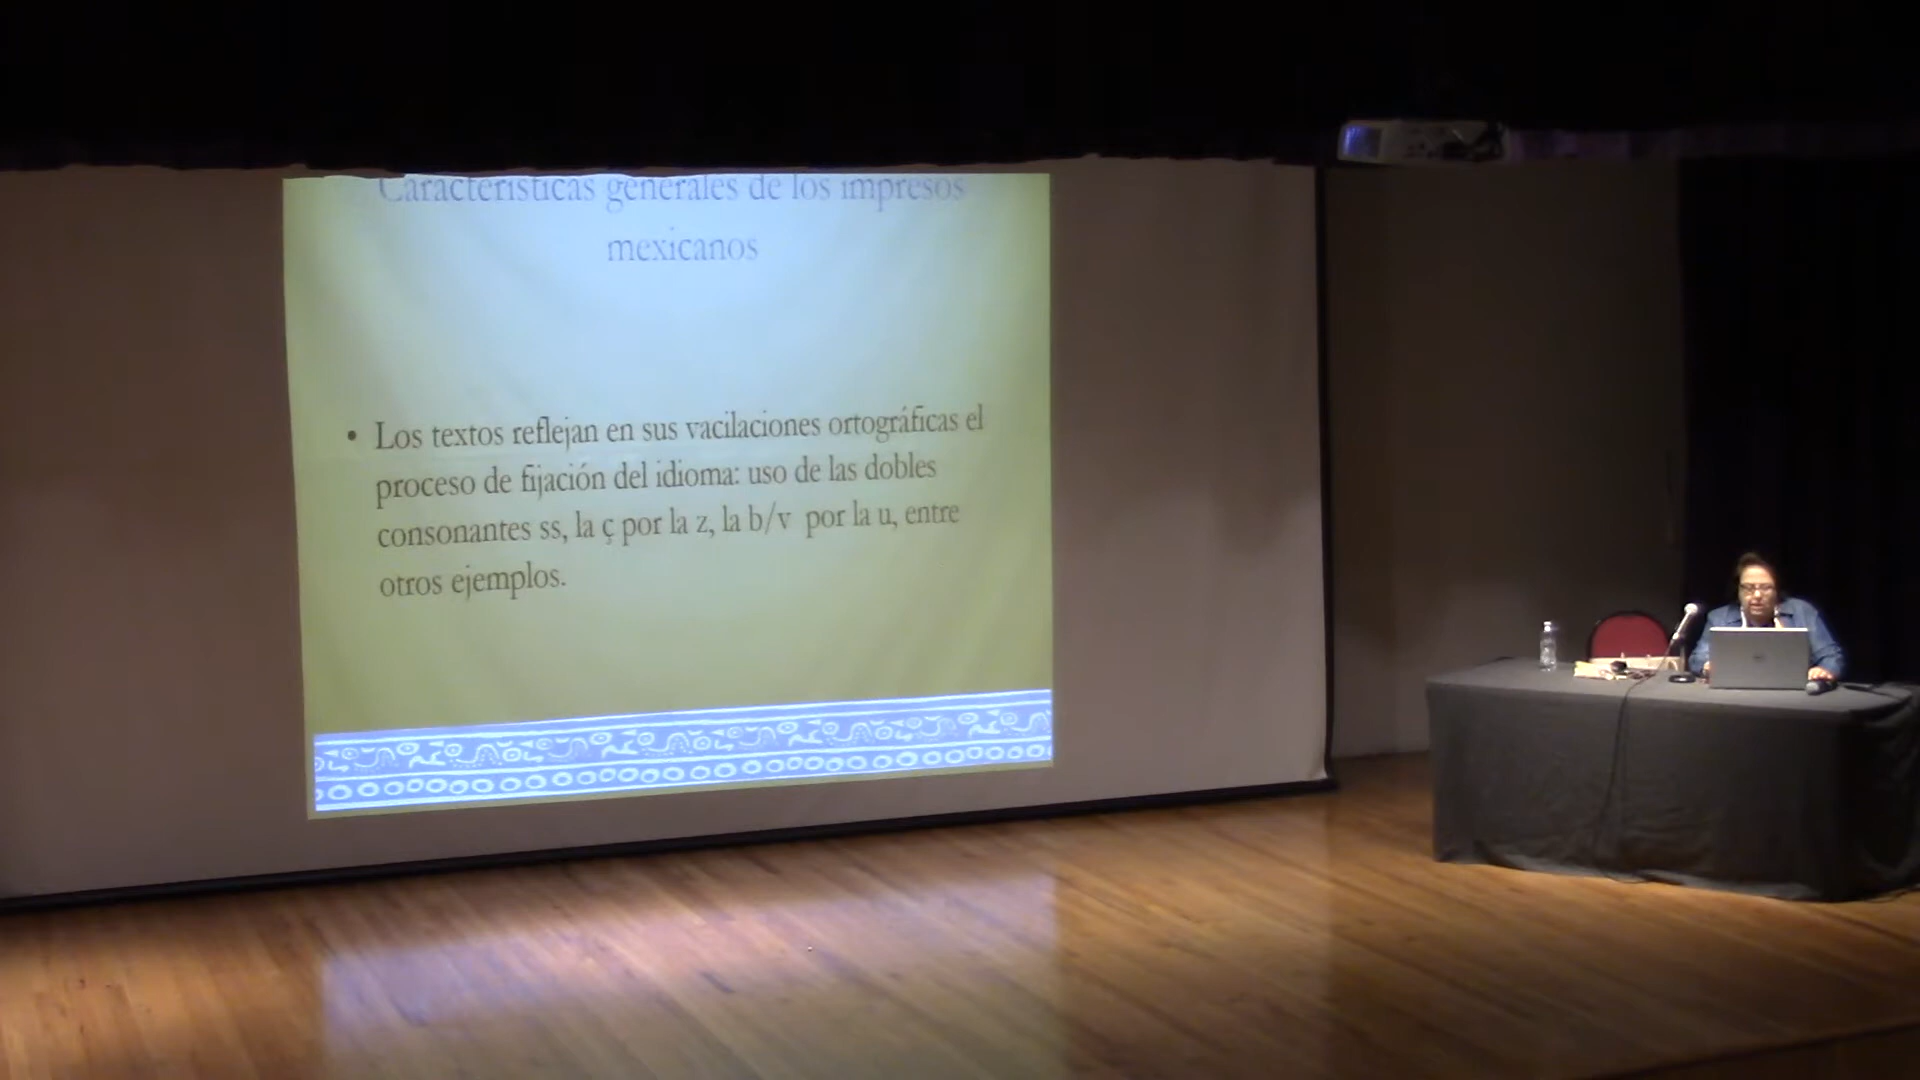 Características generales de los impresos
mexicanos
• Los textos reflejan en sus vacilaciones ortográficas el
proceso de fijación del idioma: uso de las dobles
consonantes ss, la ç por la z, la b/v por la u, entre
otros ejemplos.